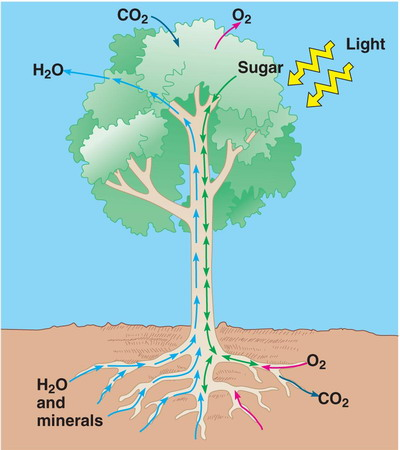 CO₂
O₂
Light
H₂O
Sugar
O₂
H₂O
and
minerals
CO₂